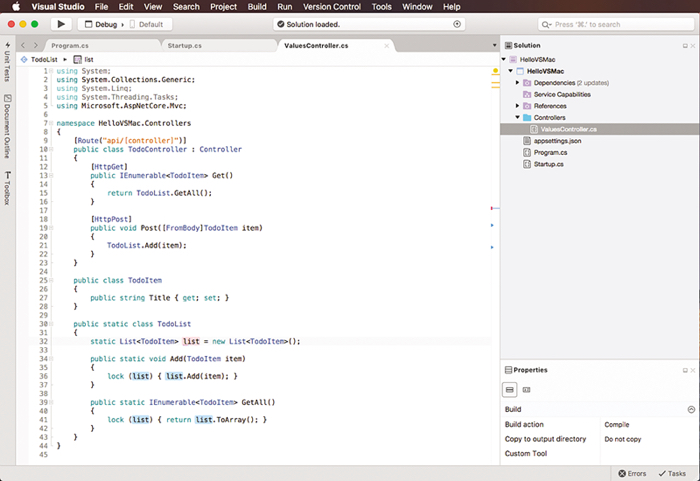 Visual Studio File Edit View Search Project Build Run Version Control Tools Window Help
Debug Default Solution loaded. Press '⌘.' to search
Program.cs Startup.cs ValuesController.cs
TodoList list
Unit Tests
Document Outline
Toolbox
1 using System;
2 using System.Collections.Generic;
3 using System.Linq;
4 using System.Threading.Tasks;
5 using Microsoft.AspNetCore.Mvc;
6
7 namespace HelloVSMac.Controllers
8 {
9 [Route("api/[controller]")]
10 public class TodoController : Controller
11 {
12 [HttpGet]
13 public IEnumerable<TodoItem> Get()
14 {
15 return TodoList.GetAll();
16 }
17
18 [HttpPost]
19 public void Post([FromBody]TodoItem item)
20 {
21 TodoList.Add(item);
22 }
23 }
24
25 public class TodoItem
26 {
27 public string Title { get; set; }
28 }
29
30 public static class TodoList
31 {
32 static List<TodoItem> list = new List<TodoItem>();
33
34 public static void Add(TodoItem item)
35 {
36 lock (list) { list.Add(item); }
37 }
38
39 public static IEnumerable<TodoItem> GetAll()
40 {
41 lock (list) { return list.ToArray(); }
42 }
43 }
44 }
45
Solution
HelloVSMac
HelloVSMac
Dependencies (2 updates)
Service Capabilities
References
Controllers
ValuesController.cs
appsettings.json
Program.cs
Startup.cs
Properties
Build
Build action Compile
Copy to output directory Do not copy
Custom Tool
Errors Tasks